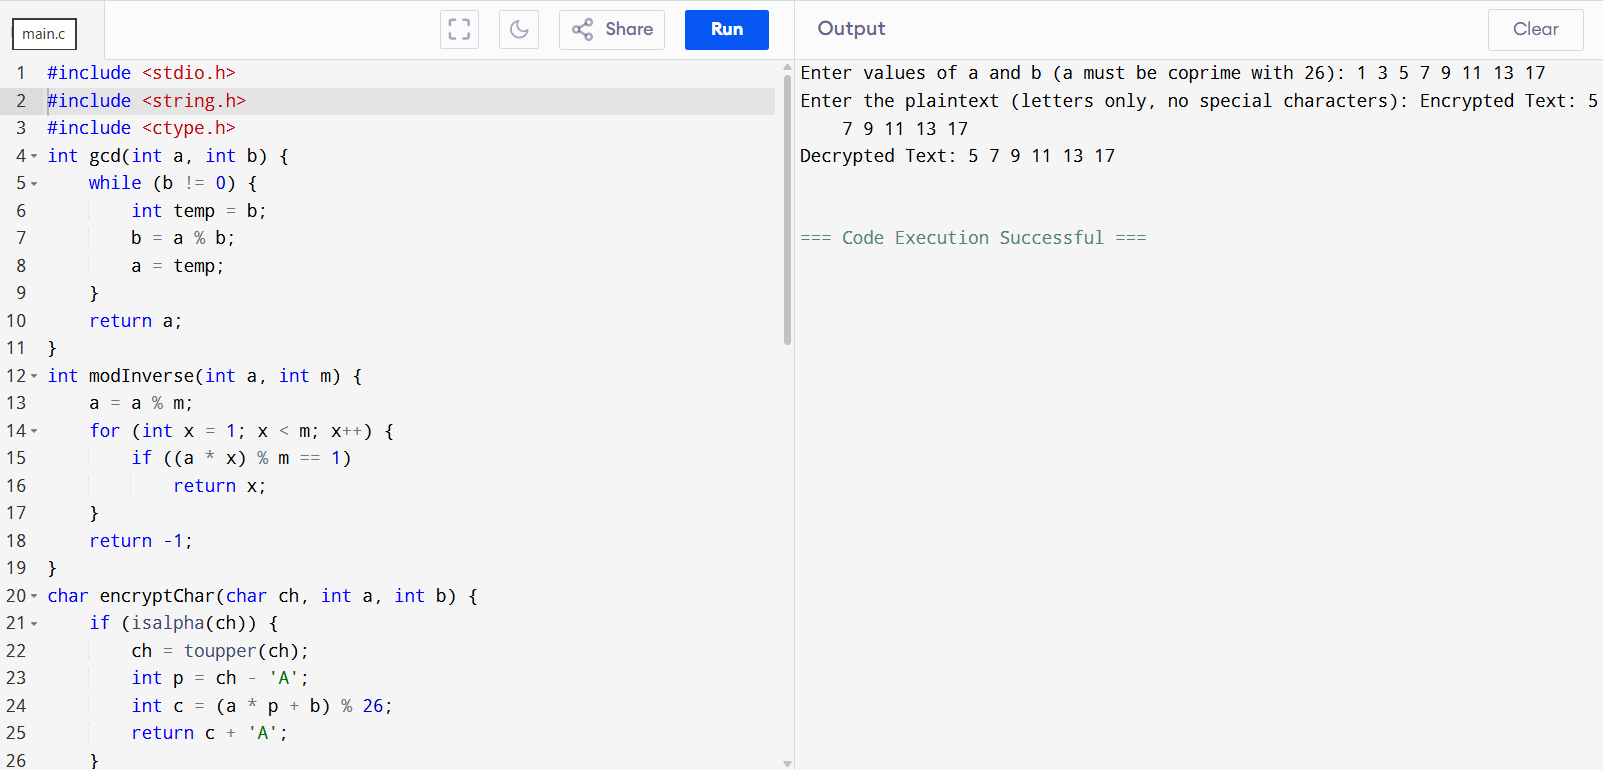 main.c
Share
Run
Output
Clear
1 #include <stdio.h>
2 #include <string.h>
3 #include <ctype.h>
4 int gcd(int a, int b) {
5     while (b != 0) {
6         int temp = b;
7         b = a % b;
8         a = temp;
9     }
10     return a;
11 }
12 int modInverse(int a, int m) {
13     a = a % m;
14     for (int x = 1; x < m; x++) {
15         if ((a * x) % m == 1)
16             return x;
17     }
18     return -1;
19 }
20 char encryptChar(char ch, int a, int b) {
21     if (isalpha(ch)) {
22         ch = toupper(ch);
23         int p = ch - 'A';
24         int c = (a * p + b) % 26;
25         return c + 'A';
26     }
Enter values of a and b (a must be coprime with 26): 1 3 5 7 9 11 13 17
Enter the plaintext (letters only, no special characters): Encrypted Text: 5
7 9 11 13 17
Decrypted Text: 5 7 9 11 13 17
=== Code Execution Successful ===